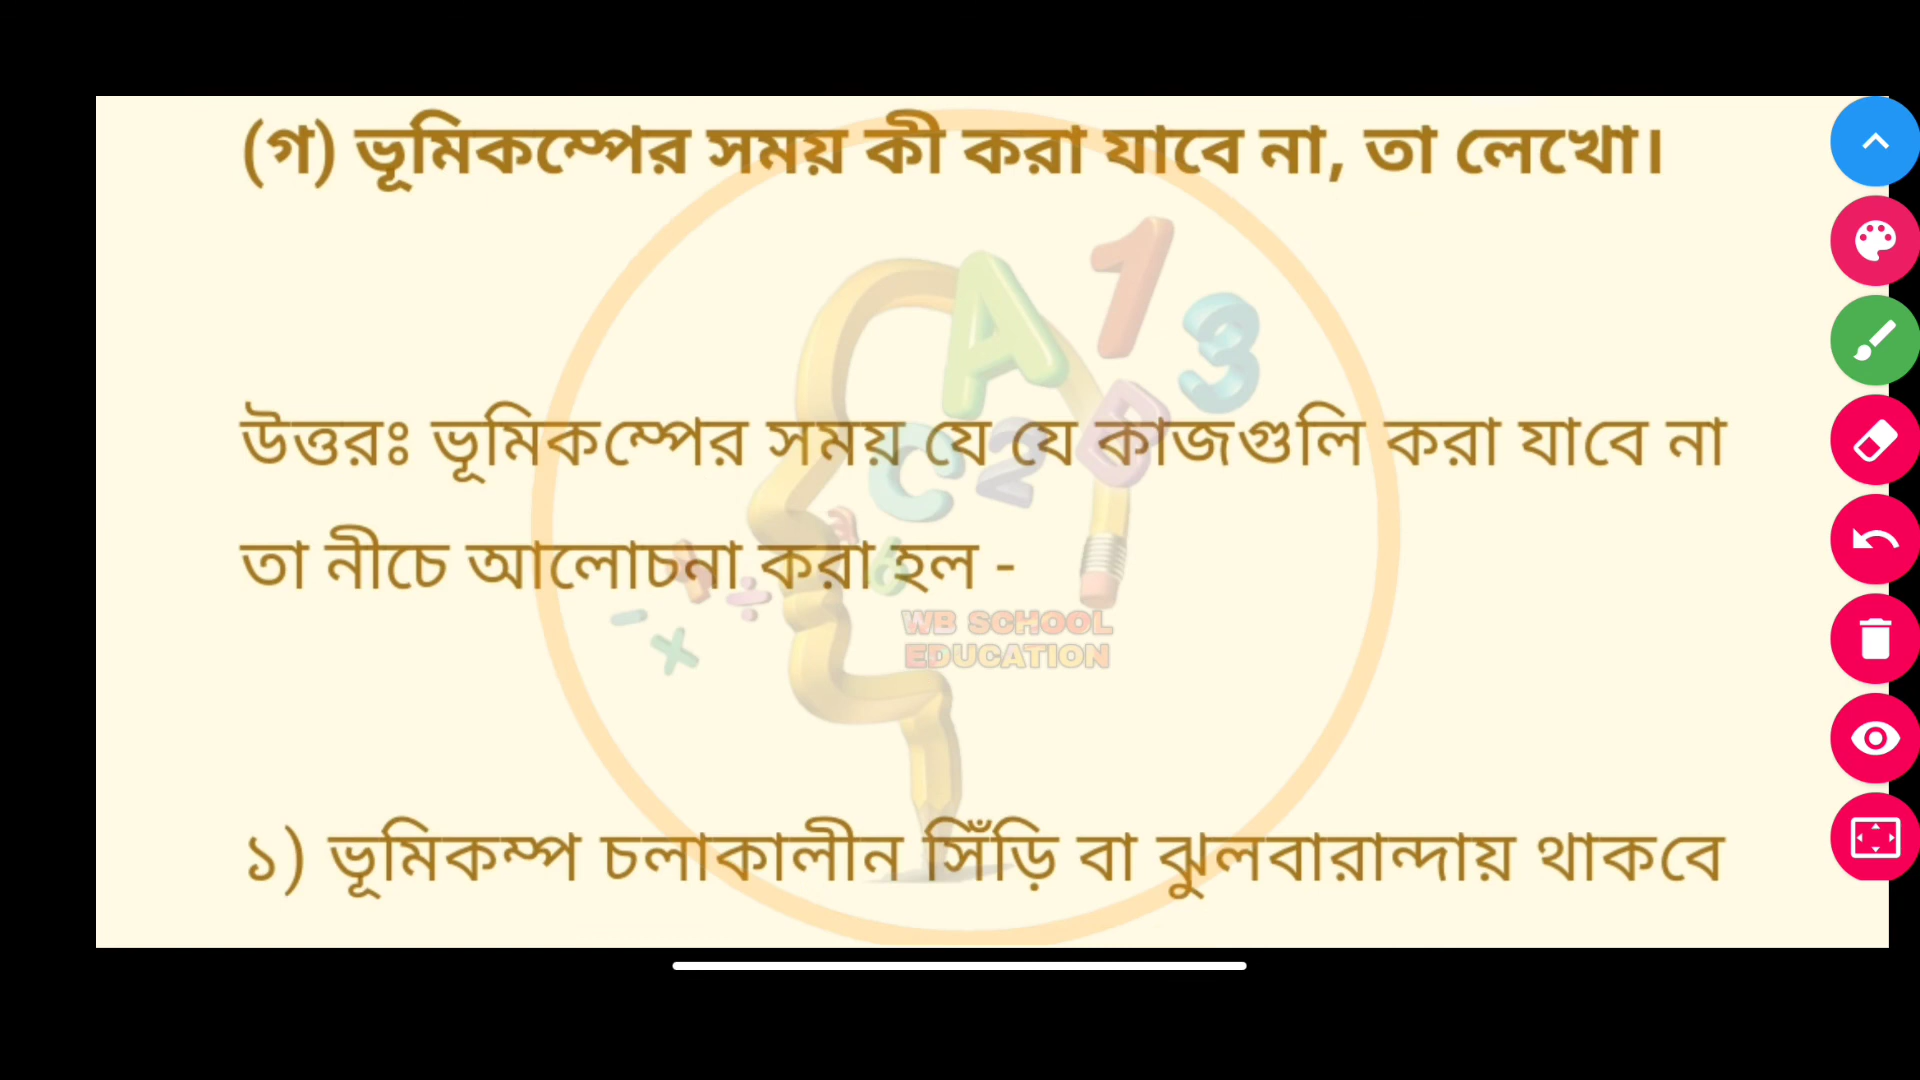 (গ) ভূমিকম্পের সময় কী করা যাবে না, তা লেখো।
উত্তরঃ ভূমিকম্পের সময় যে যে কাজগুলি করা যাবে না
তা নীচে আলোচনা করা হল -
WB SCHOOL
EDUCATION
১) ভূমিকম্প চলাকালীন সিঁড়ি বা ঝুলবারান্দায় থাকবে